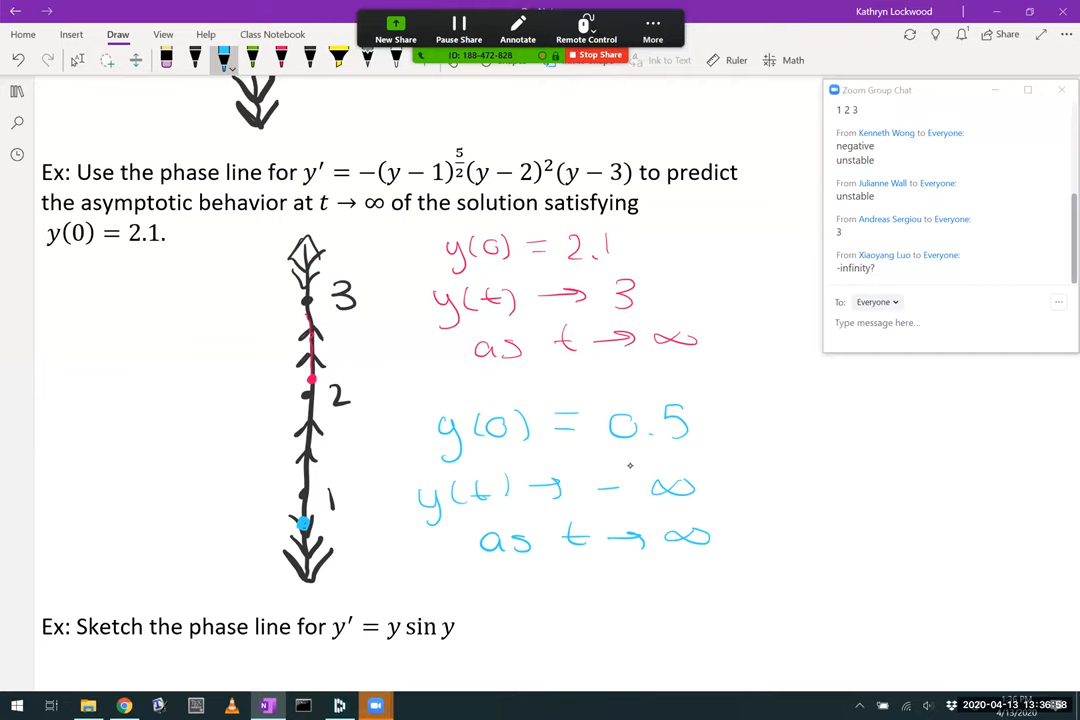 Kathryn Lockwood
Home Insert Draw View Help Class Notebook
New Share Pause Share Annotate Remote Control More
ID: 188-472-828 Stop Share
Share
Ink to Text Ruler Math
Zoom Group Chat
1 2 3
From Kenneth Wong to Everyone:
negative
unstable
From Julianne Wall to Everyone:
unstable
From Andreas Sergiou to Everyone:
3
From Xiaoyang Luo to Everyone:
-infinity?
To: Everyone
Type message here...
Ex: Use the phase line for y′ = −(y − 1)^(5/2)(y − 2)²(y − 3) to predict
the asymptotic behavior at t → ∞ of the solution satisfying
y(0) = 2.1.
3
2
1
y(0) = 2.1
y(t) → 3
as t → ∞
y(0) = 0.5
y(t) → - ∞
as t → ∞
Ex: Sketch the phase line for y′ = y sin y
2020-04-13 13:36:58